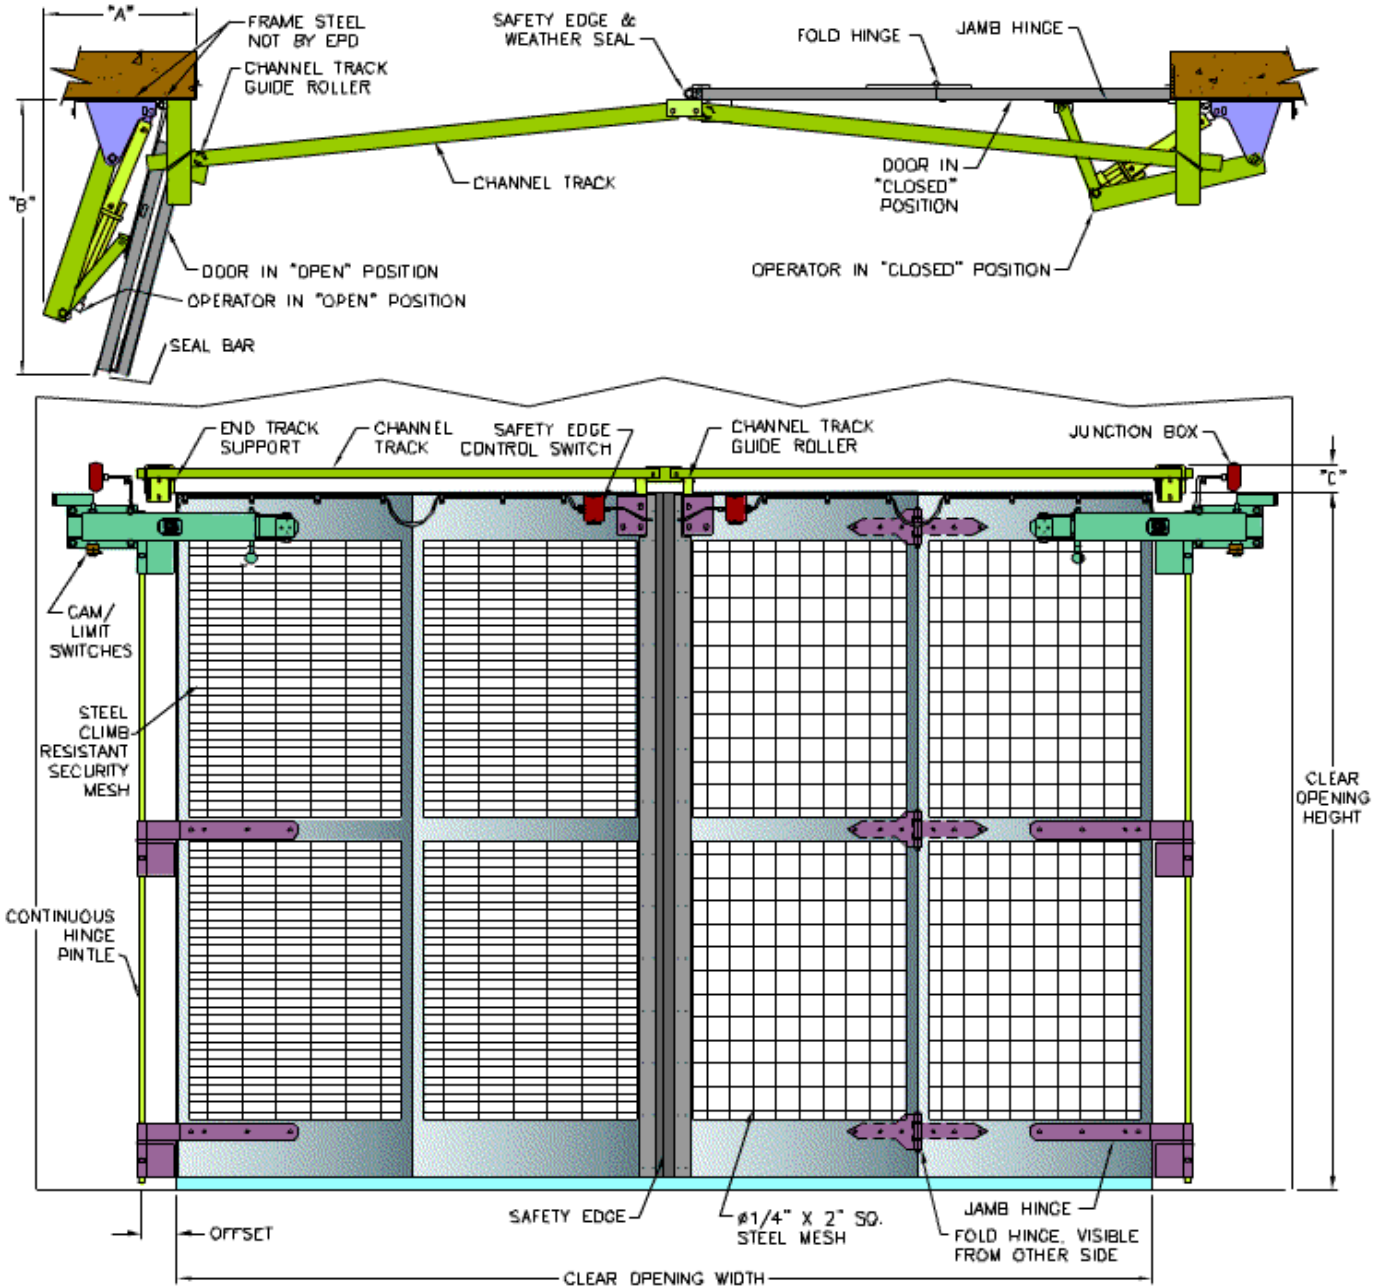 "A"
FRAME STEEL
NOT BY EPD
CHANNEL TRACK
GUIDE ROLLER
SAFETY EDGE &
WEATHER SEAL
FOLD HINGE
JAMB HINGE
"B"
CHANNEL TRACK
DOOR IN
"CLOSED"
POSITION
DOOR IN "OPEN" POSITION
OPERATOR IN "CLOSED" POSITION
OPERATOR IN "OPEN" POSITION
SEAL BAR
END TRACK
SUPPORT
CHANNEL
TRACK
SAFETY EDGE
CONTROL SWITCH
CHANNEL TRACK
GUIDE ROLLER
JUNCTION BOX
"C"
CAM/
LIMIT
SWITCHES
STEEL
CLIMB
RESISTANT
SECURITY
MESH
CLEAR
OPENING
HEIGHT
CONTINUOUS
HINGE
PINTLE
OFFSET
SAFETY EDGE
ø1/4" X 2" SQ.
STEEL MESH
JAMB HINGE
FOLD HINGE, VISIBLE
FROM OTHER SIDE
CLEAR OPENING WIDTH